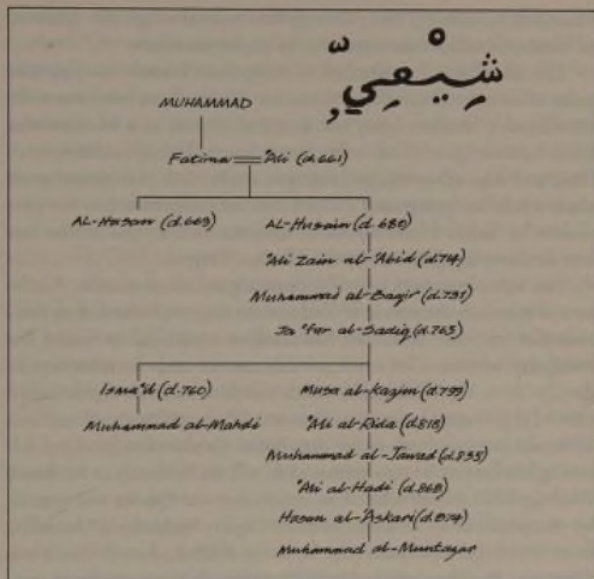 شِيْعِيّ
MUHAMMAD
Fatima ʿAli (d.661)
AL-Hasan (d.669) AL-Husain (d.680)
ʿAli Zain al-ʿAbid (d.714)
Muhammad al-Baqir (d.731)
Jaʿfar al-Sadiq (d.765)
Ismaʿil (d.760) Musa al-Kazim (d.799)
Muhammad al-Mahdi ʿAli al-Rida (d.818)
Muhammad al-Jawad (d.835)
ʿAli al-Hadi (d.868)
Hasan al-ʿAskari (d.874)
Muhammad al-Muntazar